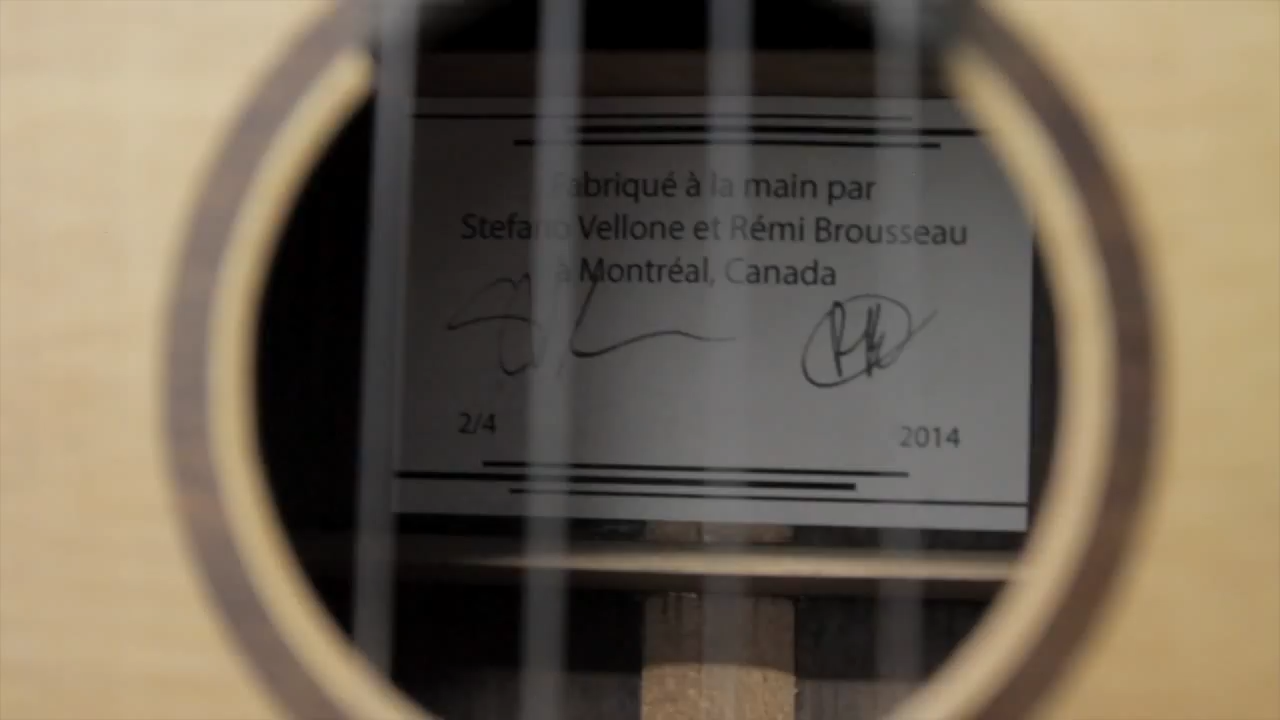 Fabriqué à la main par
Stefano Vellone et Rémi Brousseau
à Montréal, Canada
2/4
2014